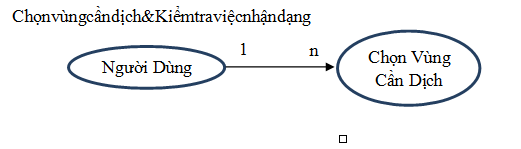 Chọnvùngcầndịch&Kiểmtraviệcnhậndạng
1 n
Người Dùng
Chọn Vùng
Cần Dịch